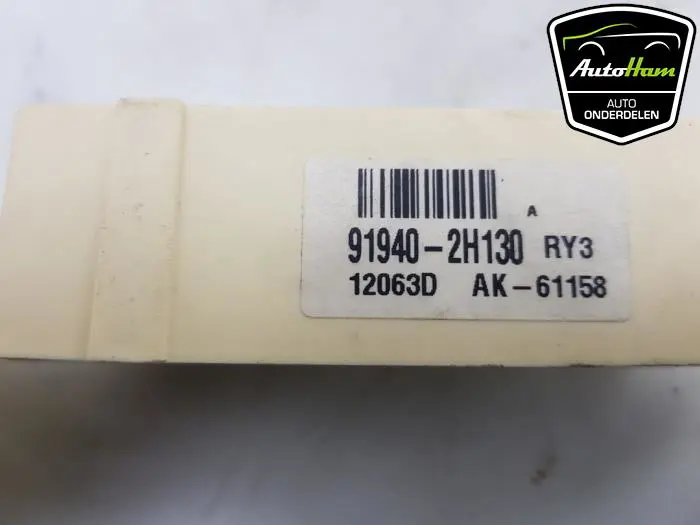 AutoHam
AUTO
ONDERDELEN
A
91940-2H130 RY3
12063D AK-61158